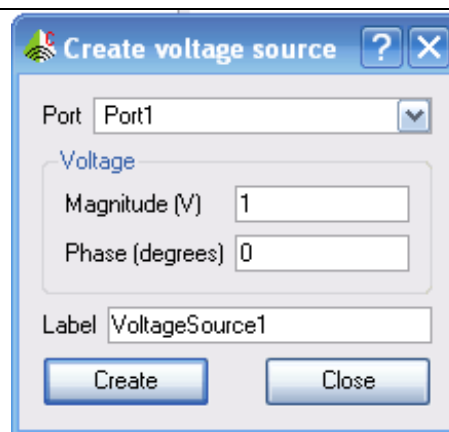 C
Create voltage source ?
Port Port1
Voltage
Magnitude (V) 1
Phase (degrees) 0
Label VoltageSource1
Create Close